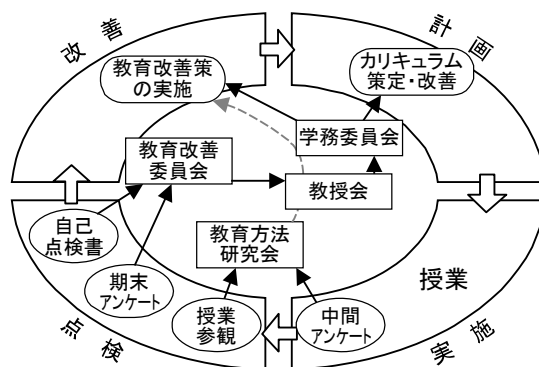 改善
計画
教育改善策
の実施
カリキュラム
策定・改善
学務委員会
教育改善
委員会
教授会
自己
点検書
教育方法
研究会
期末
アンケート
授業
参観
中間
アンケート
授業
点検
実施